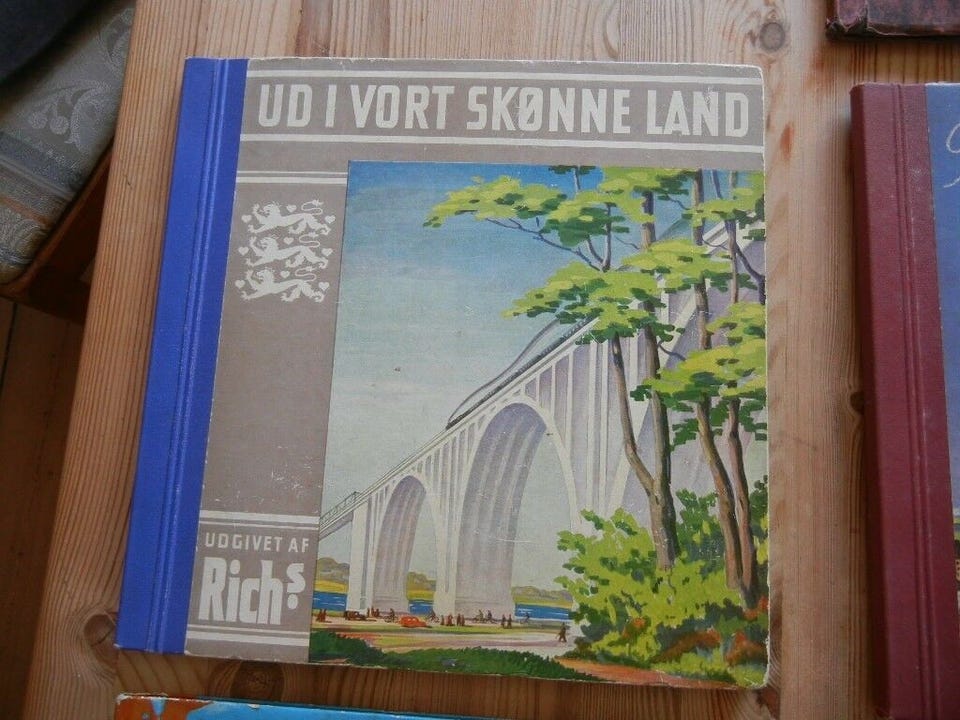 UD I VORT SKØNNE LAND
UDGIVET AF
Richs.